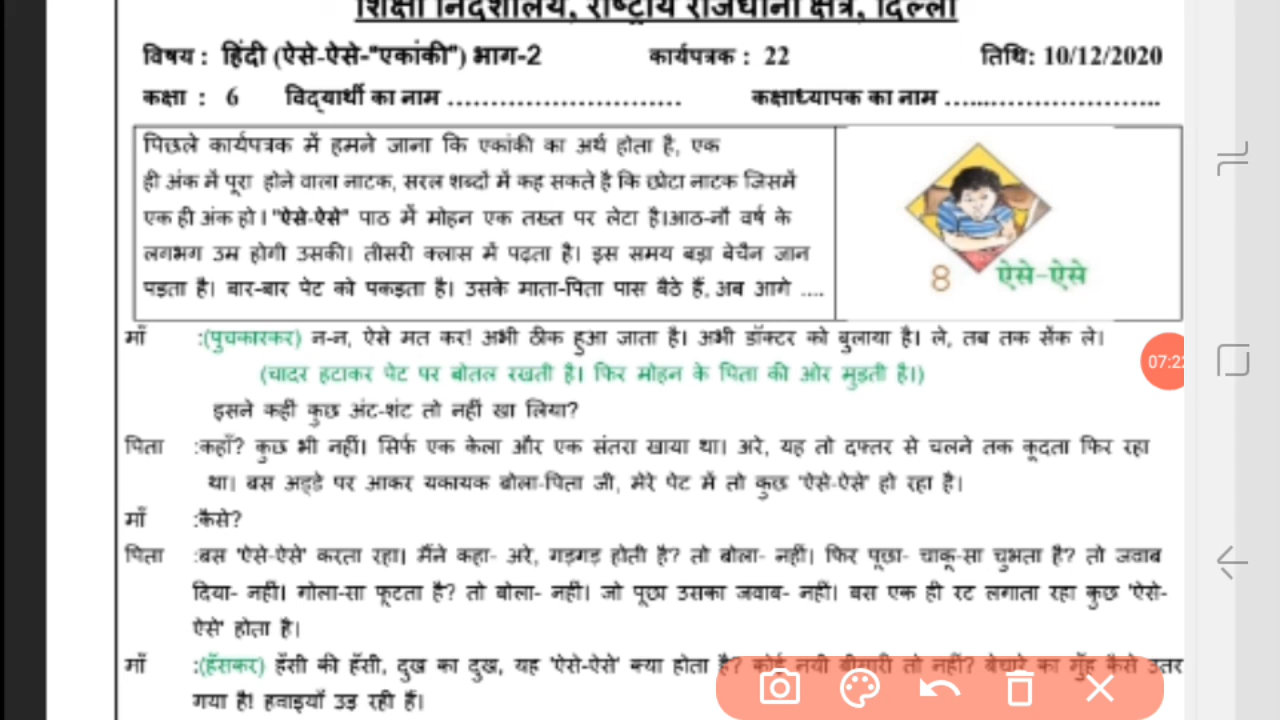 शिक्षा निदेशालय, राष्ट्रीय राजधानी क्षेत्र, दिल्ली
विषय : हिंदी (ऐसे-ऐसे-"एकांकी") भाग-2 कार्यपत्रक : 22 तिथि: 10/12/2020
कक्षा : 6 विद्यार्थी का नाम ............................ कक्षाध्यापक का नाम ..........................
पिछले कार्यपत्रक में हमने जाना कि एकांकी का अर्थ होता है, एक
ही अंक में पूरा होने वाला नाटक, सरल शब्दों में कह सकते है कि छोटा नाटक जिसमें
एक ही अंक हो। "ऐसे-ऐसे" पाठ में मोहन एक तख्त पर लेटा है।आठ-नौ वर्ष के
लगभग उम्र होगी उसकी। तीसरी क्लास में पढ़ता है। इस समय बड़ा बेचैन जान
पड़ता है। बार-बार पेट को पकड़ता है। उसके माता-पिता पास बैठे हैं, अब आगे ....
8 ऐसे-ऐसे
माँ :(पुचकारकर) न-न, ऐसे मत कर! अभी ठीक हुआ जाता है। अभी डॉक्टर को बुलाया है। ले, तब तक सेंक ले।
(चादर हटाकर पेट पर बोतल रखती है। फिर मोहन के पिता की ओर मुड़ती है।)
इसने कहीं कुछ अंट-शंट तो नहीं खा लिया?
पिता :कहाँ? कुछ भी नहीं। सिर्फ एक केला और एक संतरा खाया था। अरे, यह तो दफ्तर से चलने तक कूदता फिर रहा
था। बस अड्डे पर आकर यकायक बोला-पिता जी, मेरे पेट में तो कुछ 'ऐसे-ऐसे' हो रहा है।
माँ :कैसे?
पिता :बस 'ऐसे-ऐसे' करता रहा। मैंने कहा- अरे, गड़गड़ होती है? तो बोला- नहीं। फिर पूछा- चाकू-सा चुभता है? तो जवाब
दिया- नहीं। गोला-सा फूटता है? तो बोला- नहीं। जो पूछा उसका जवाब- नहीं। बस एक ही रट लगाता रहा कुछ 'ऐसे-
ऐसे' होता है।
माँ :(हँसकर) हँसी की हँसी, दुख का दुख, यह 'ऐसे-ऐसे' क्या होता है? कोई नयी बीमारी तो नहीं? बेचारे का मुँह कैसे उतर
गया है! हवाइयाँ उड़ रही हैं।
07:22